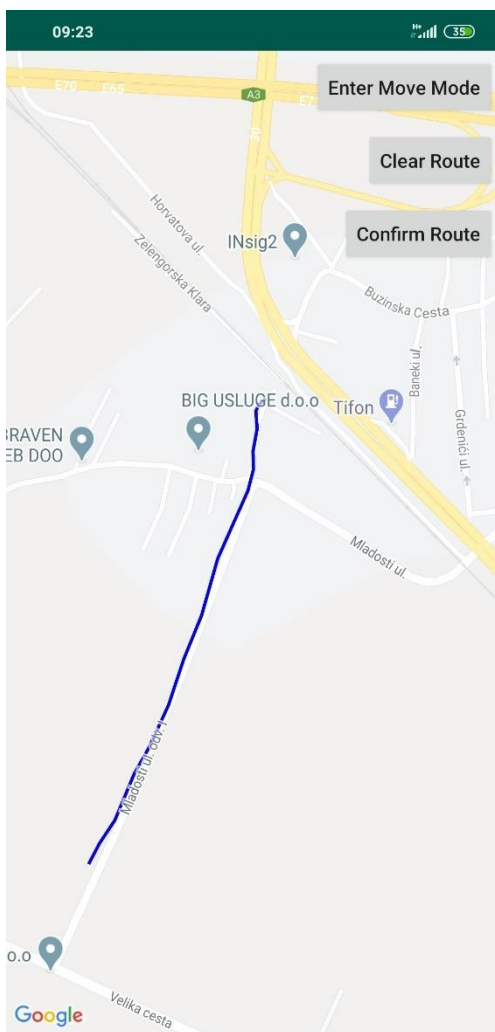 09:23
H+
35
E70
E65
A3
E7
30
Enter Move Mode
Clear Route
Confirm Route
Horvatova ul.
Zelengorska Klara
INsig2
Buzinska Cesta
Baneki ul.
Grdenići ul.
BIG USLUGE d.o.o
Tifon
BRAVEN
EB DOO
Mladosti ul.
Mladosti ul. odv. I
o.o
Velika cesta
Google